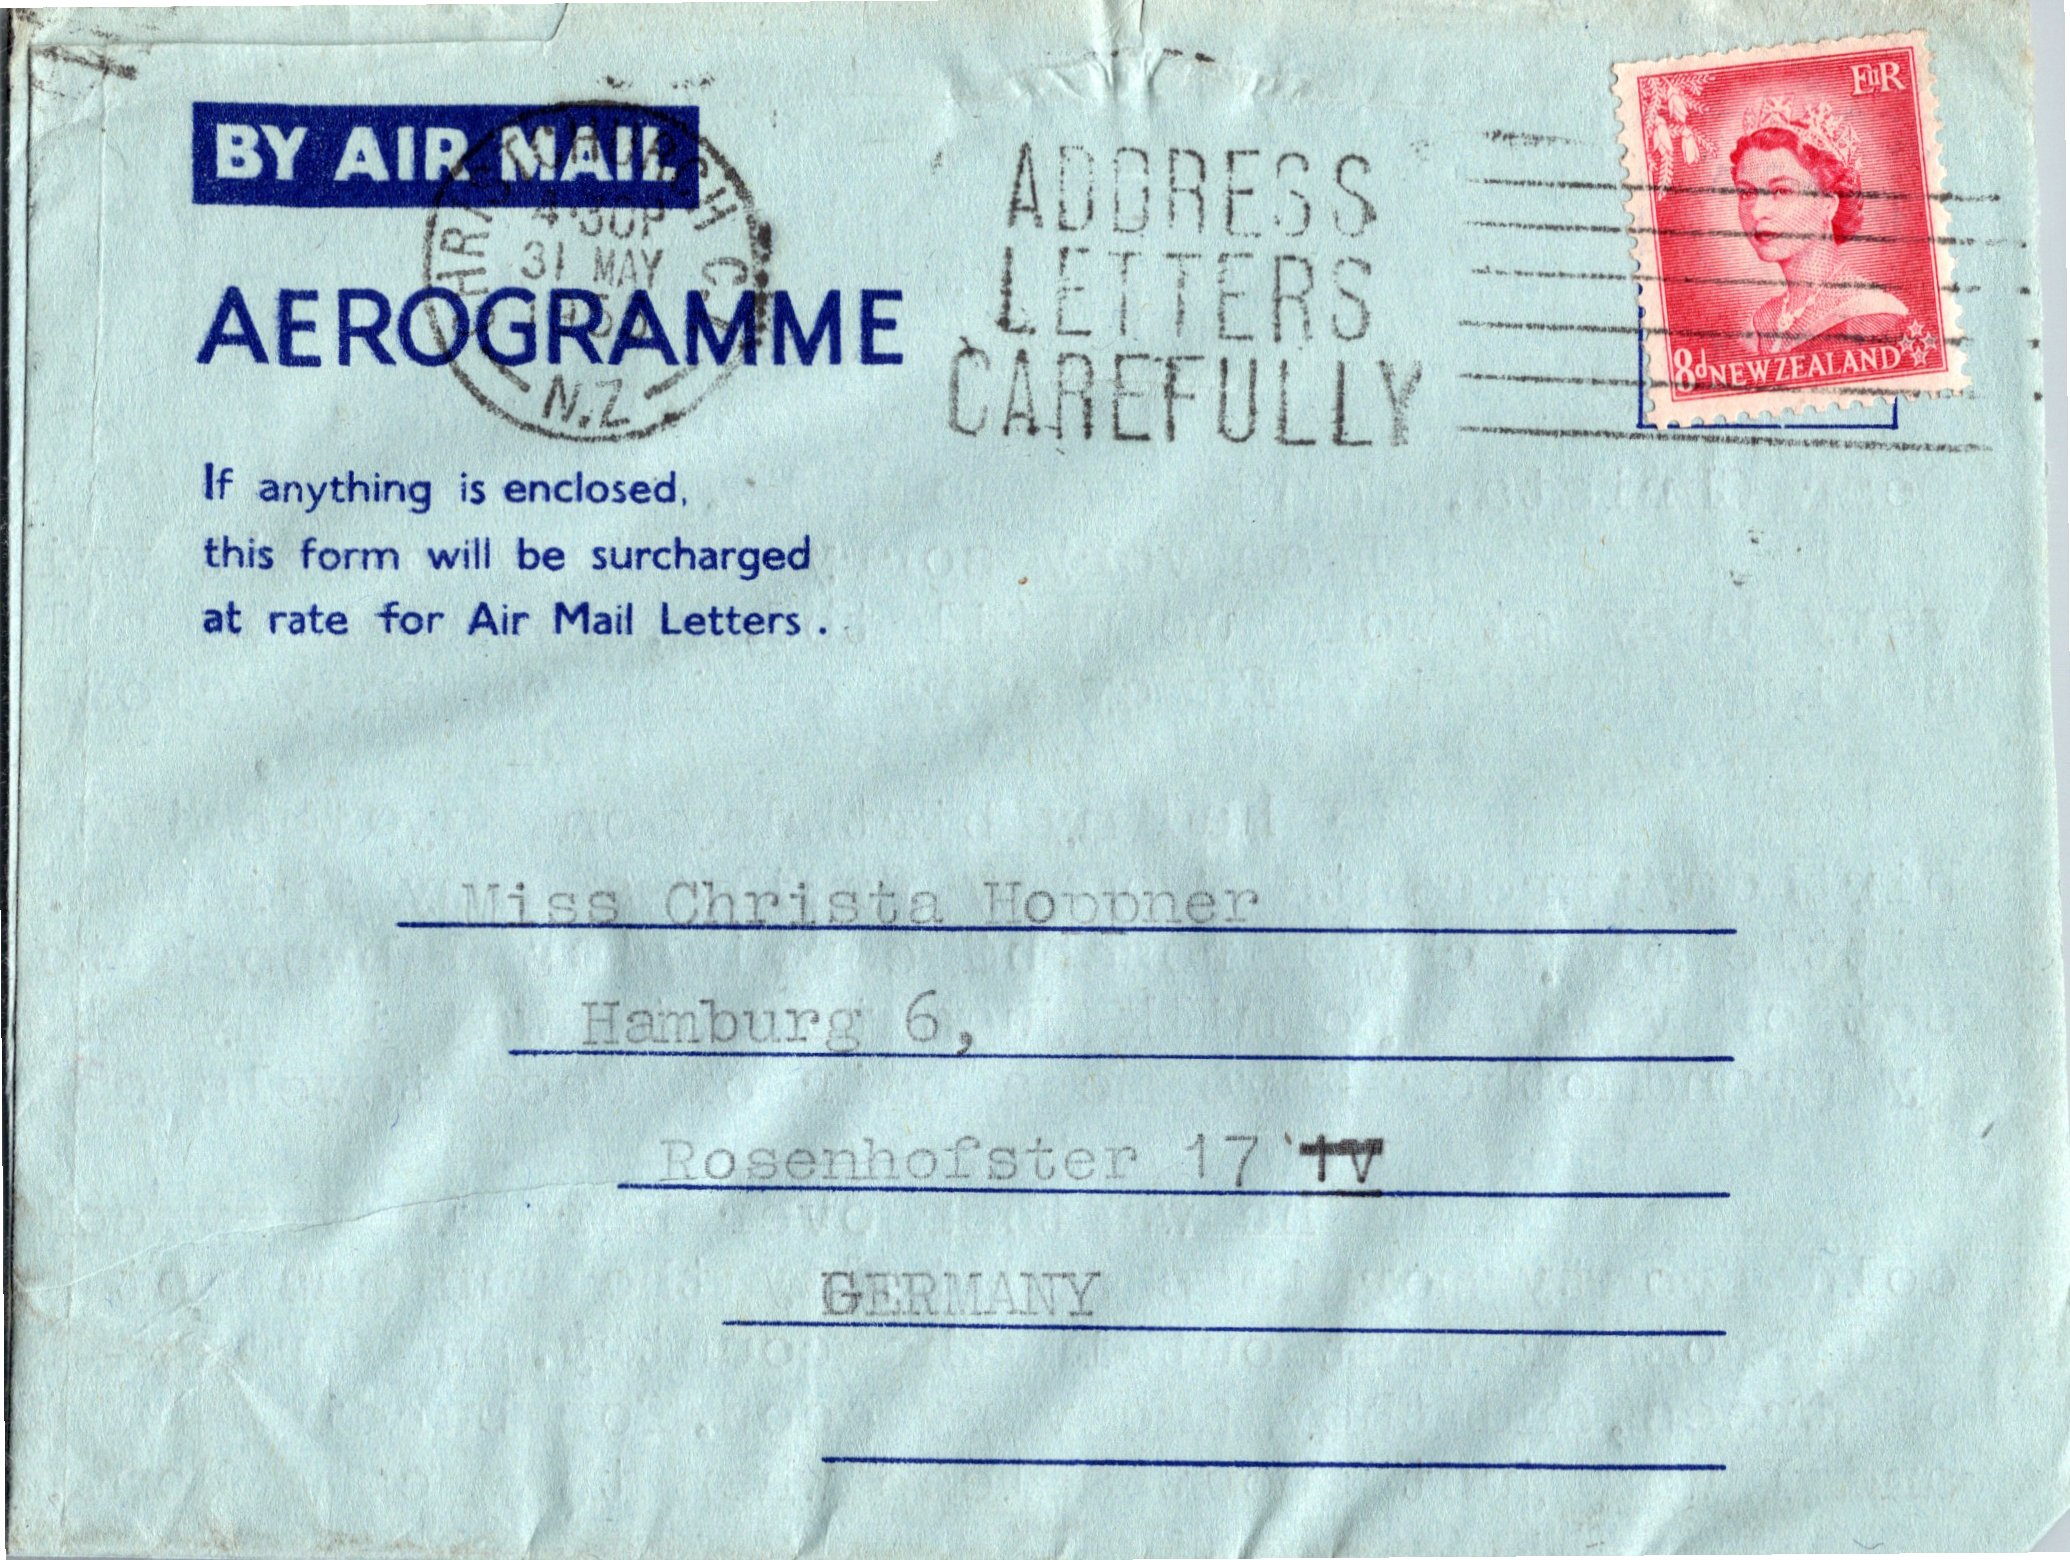 BY AIR MAIL
CHRISTCHURCH C.
4·30P
31 MAY
N.Z
ADDRESS
LETTERS
CAREFULLY
EIIR
8d NEW ZEALAND
AEROGRAMME
If anything is enclosed,
this form will be surcharged
at rate for Air Mail Letters.
Miss Christa Hoppner
Hamburg 6,
Rosenhofster 17 IV
GERMANY